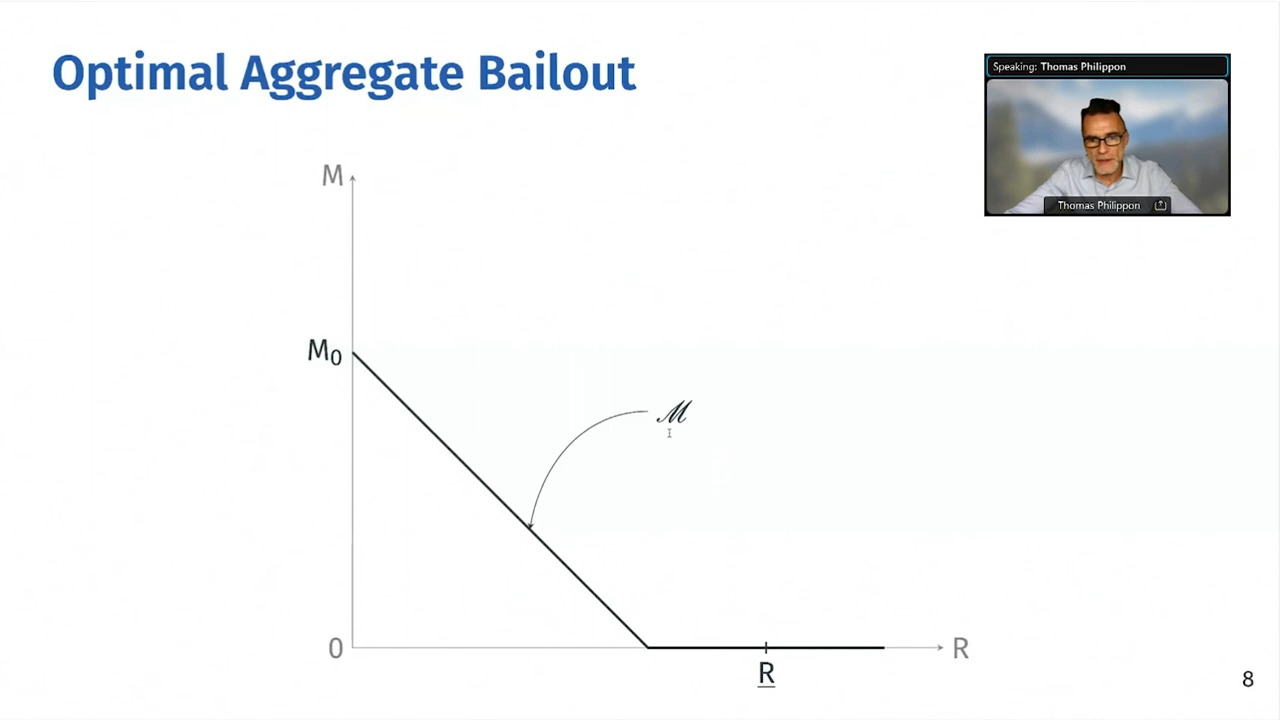 Optimal Aggregate Bailout
Speaking: Thomas Philippon
Thomas Philippon
M
M₀
ℳ
0
R
R
8